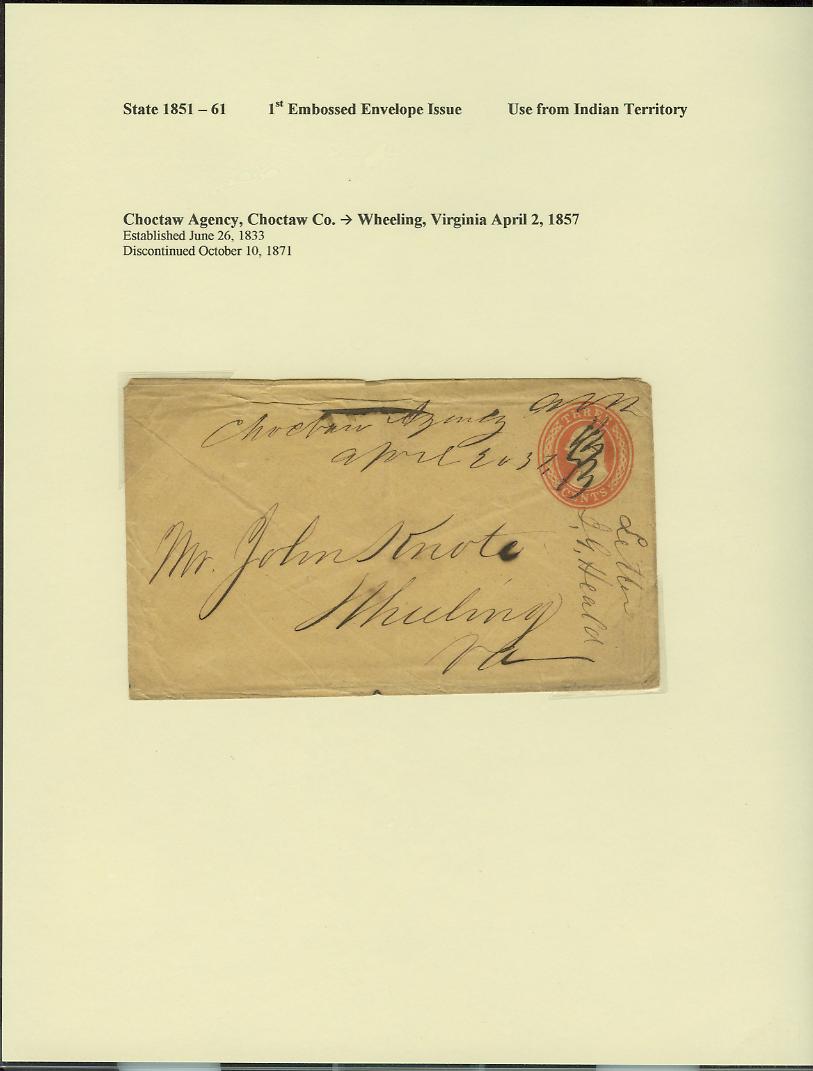 State 1851 – 61 1st Embossed Envelope Issue Use from Indian Territory
Choctaw Agency, Choctaw Co. → Wheeling, Virginia April 2, 1857
Established June 26, 1833
Discontinued October 10, 1871
Choctaw Agency
April
THREE
CENTS
Mr. John Knote
Wheeling
Va
Letter
J, G, Heald